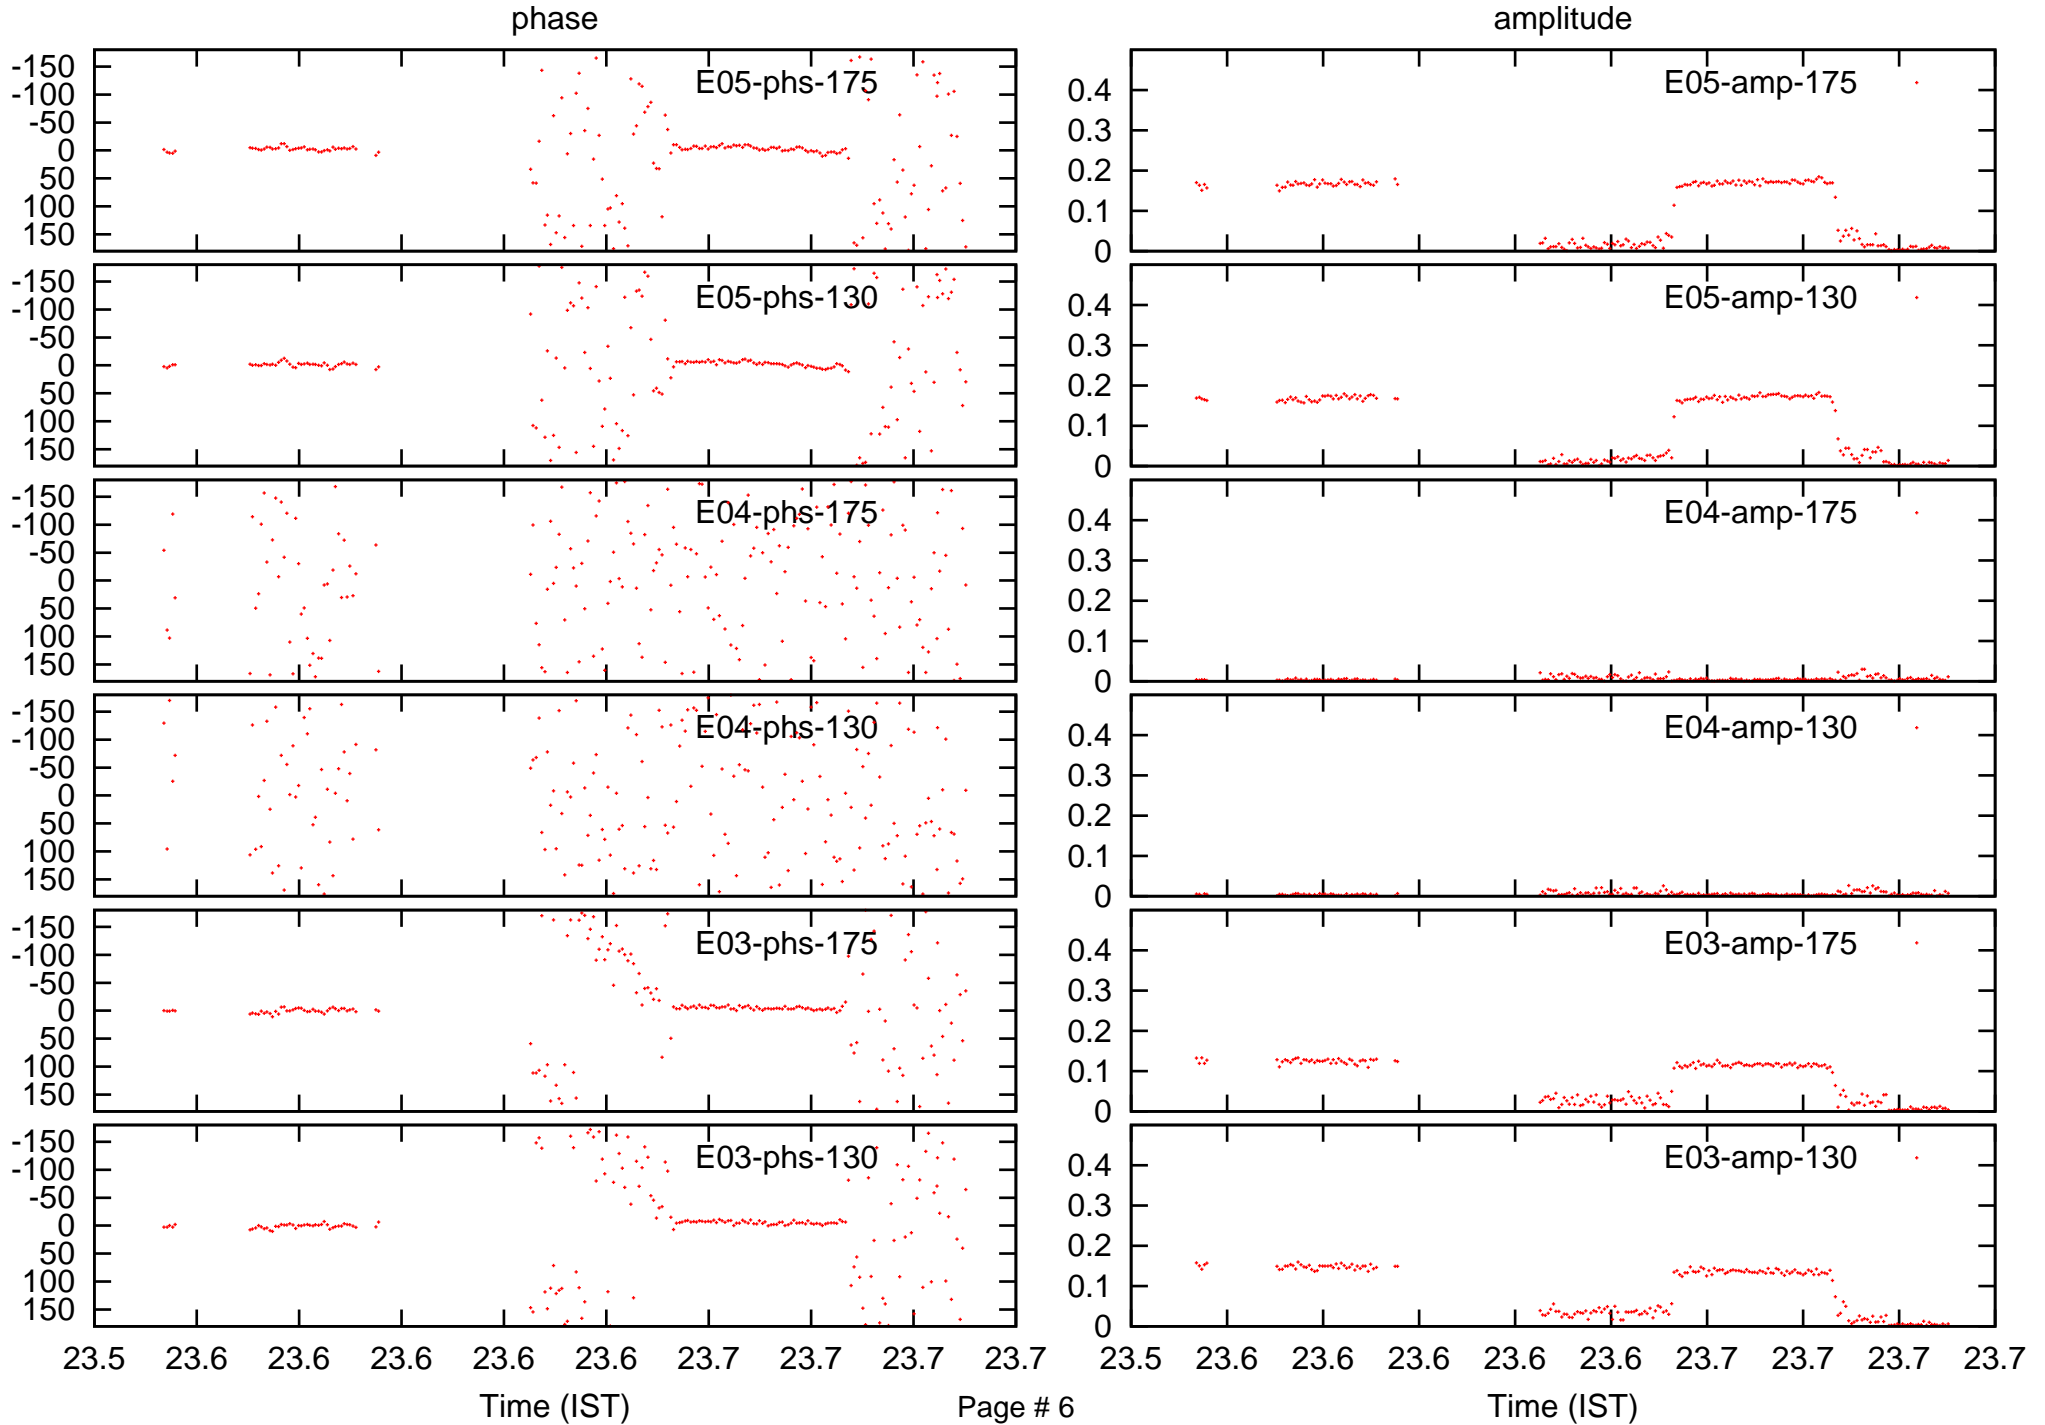 phase amplitude
-150 -100 -50 0 50 100 150 E05-phs-175 0.4 0.3 0.2 0.1 0 E05-amp-175
-150 -100 -50 0 50 100 150 E05-phs-130 0.4 0.3 0.2 0.1 0 E05-amp-130
-150 -100 -50 0 50 100 150 E04-phs-175 0.4 0.3 0.2 0.1 0 E04-amp-175
-150 -100 -50 0 50 100 150 E04-phs-130 0.4 0.3 0.2 0.1 0 E04-amp-130
-150 -100 -50 0 50 100 150 E03-phs-175 0.4 0.3 0.2 0.1 0 E03-amp-175
-150 -100 -50 0 50 100 150 E03-phs-130 0.4 0.3 0.2 0.1 0 E03-amp-130
23.5 23.6 23.6 23.6 23.6 23.6 23.7 23.7 23.7 23.7 23.5 23.6 23.6 23.6 23.6 23.6 23.7 23.7 23.7 23.7
Time (IST) Page # 6 Time (IST)